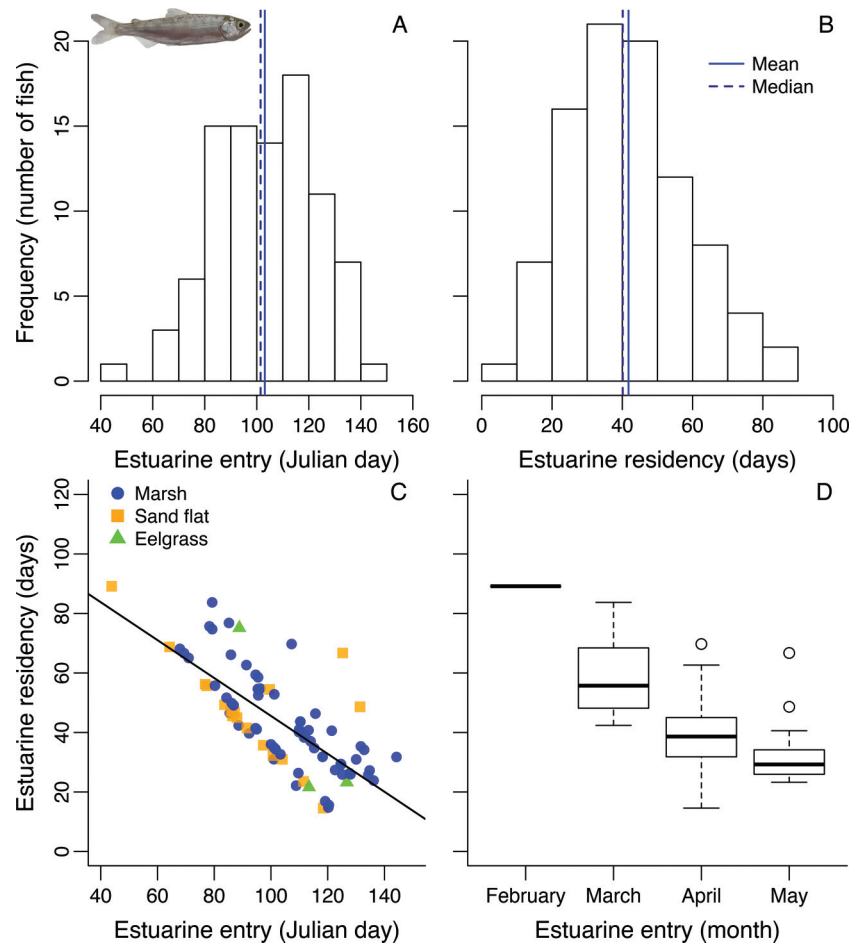 A
Frequency (number of fish)
20
15
10
5
0
40 60 80 100 120 140 160
Estuarine entry (Julian day)
B
Mean
Median
0 20 40 60 80 100
Estuarine residency (days)
C
Marsh
Sand flat
Eelgrass
Estuarine residency (days)
120
100
80
60
40
20
0
40 60 80 100 120 140
Estuarine entry (Julian day)
D
February March April May
Estuarine entry (month)